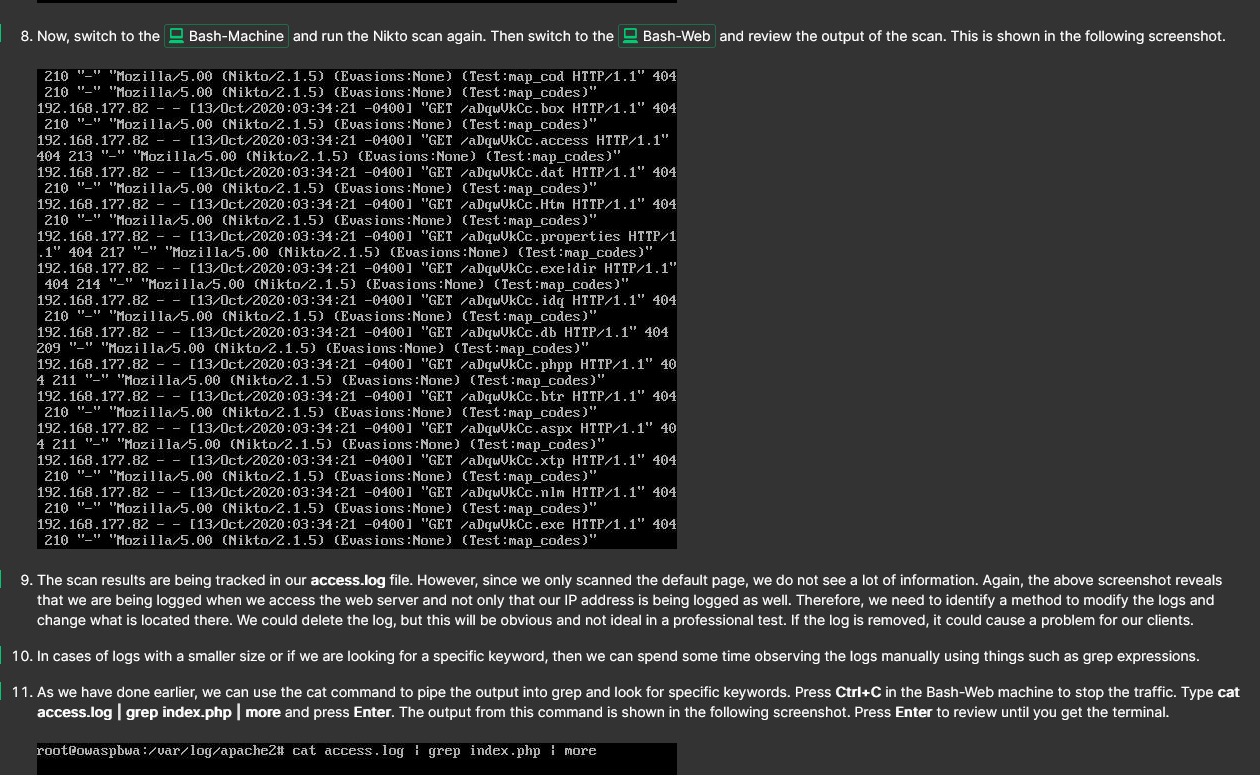 8. Now, switch to the Bash-Machine and run the Nikto scan again. Then switch to the Bash-Web and review the output of the scan. This is shown in the following screenshot.
210 "-" "Mozilla/5.00 (Nikto/2.1.5) (Evasions:None) (Test:map_cod HTTP/1.1" 404
210 "-" "Mozilla/5.00 (Nikto/2.1.5) (Evasions:None) (Test:map_codes)"
192.168.177.82 - - [13/Oct/2020:03:34:21 -0400] "GET /aDqwVkCc.box HTTP/1.1" 404
210 "-" "Mozilla/5.00 (Nikto/2.1.5) (Evasions:None) (Test:map_codes)"
192.168.177.82 - - [13/Oct/2020:03:34:21 -0400] "GET /aDqwVkCc.access HTTP/1.1"
404 213 "-" "Mozilla/5.00 (Nikto/2.1.5) (Evasions:None) (Test:map_codes)"
192.168.177.82 - - [13/Oct/2020:03:34:21 -0400] "GET /aDqwVkCc.dat HTTP/1.1" 404
210 "-" "Mozilla/5.00 (Nikto/2.1.5) (Evasions:None) (Test:map_codes)"
192.168.177.82 - - [13/Oct/2020:03:34:21 -0400] "GET /aDqwVkCc.Htm HTTP/1.1" 404
210 "-" "Mozilla/5.00 (Nikto/2.1.5) (Evasions:None) (Test:map_codes)"
192.168.177.82 - - [13/Oct/2020:03:34:21 -0400] "GET /aDqwVkCc.properties HTTP/1
.1" 404 217 "-" "Mozilla/5.00 (Nikto/2.1.5) (Evasions:None) (Test:map_codes)"
192.168.177.82 - - [13/Oct/2020:03:34:21 -0400] "GET /aDqwVkCc.exe|dir HTTP/1.1"
404 214 "-" "Mozilla/5.00 (Nikto/2.1.5) (Evasions:None) (Test:map_codes)"
192.168.177.82 - - [13/Oct/2020:03:34:21 -0400] "GET /aDqwVkCc.idq HTTP/1.1" 404
210 "-" "Mozilla/5.00 (Nikto/2.1.5) (Evasions:None) (Test:map_codes)"
192.168.177.82 - - [13/Oct/2020:03:34:21 -0400] "GET /aDqwVkCc.db HTTP/1.1" 404
209 "-" "Mozilla/5.00 (Nikto/2.1.5) (Evasions:None) (Test:map_codes)"
192.168.177.82 - - [13/Oct/2020:03:34:21 -0400] "GET /aDqwVkCc.phpp HTTP/1.1" 40
4 211 "-" "Mozilla/5.00 (Nikto/2.1.5) (Evasions:None) (Test:map_codes)"
192.168.177.82 - - [13/Oct/2020:03:34:21 -0400] "GET /aDqwVkCc.btr HTTP/1.1" 404
210 "-" "Mozilla/5.00 (Nikto/2.1.5) (Evasions:None) (Test:map_codes)"
192.168.177.82 - - [13/Oct/2020:03:34:21 -0400] "GET /aDqwVkCc.aspx HTTP/1.1" 40
4 211 "-" "Mozilla/5.00 (Nikto/2.1.5) (Evasions:None) (Test:map_codes)"
192.168.177.82 - - [13/Oct/2020:03:34:21 -0400] "GET /aDqwVkCc.xtp HTTP/1.1" 404
210 "-" "Mozilla/5.00 (Nikto/2.1.5) (Evasions:None) (Test:map_codes)"
192.168.177.82 - - [13/Oct/2020:03:34:21 -0400] "GET /aDqwVkCc.nlm HTTP/1.1" 404
210 "-" "Mozilla/5.00 (Nikto/2.1.5) (Evasions:None) (Test:map_codes)"
192.168.177.82 - - [13/Oct/2020:03:34:21 -0400] "GET /aDqwVkCc.exe HTTP/1.1" 404
210 "-" "Mozilla/5.00 (Nikto/2.1.5) (Evasions:None) (Test:map_codes)"
9. The scan results are being tracked in our access.log file. However, since we only scanned the default page, we do not see a lot of information. Again, the above screenshot reveals
that we are being logged when we access the web server and not only that our IP address is being logged as well. Therefore, we need to identify a method to modify the logs and
change what is located there. We could delete the log, but this will be obvious and not ideal in a professional test. If the log is removed, it could cause a problem for our clients.
10. In cases of logs with a smaller size or if we are looking for a specific keyword, then we can spend some time observing the logs manually using things such as grep expressions.
11. As we have done earlier, we can use the cat command to pipe the output into grep and look for specific keywords. Press Ctrl+C in the Bash-Web machine to stop the traffic. Type cat
access.log | grep index.php | more and press Enter. The output from this command is shown in the following screenshot. Press Enter to review until you get the terminal.
root@owaspbwa:/var/log/apache2# cat access.log | grep index.php | more